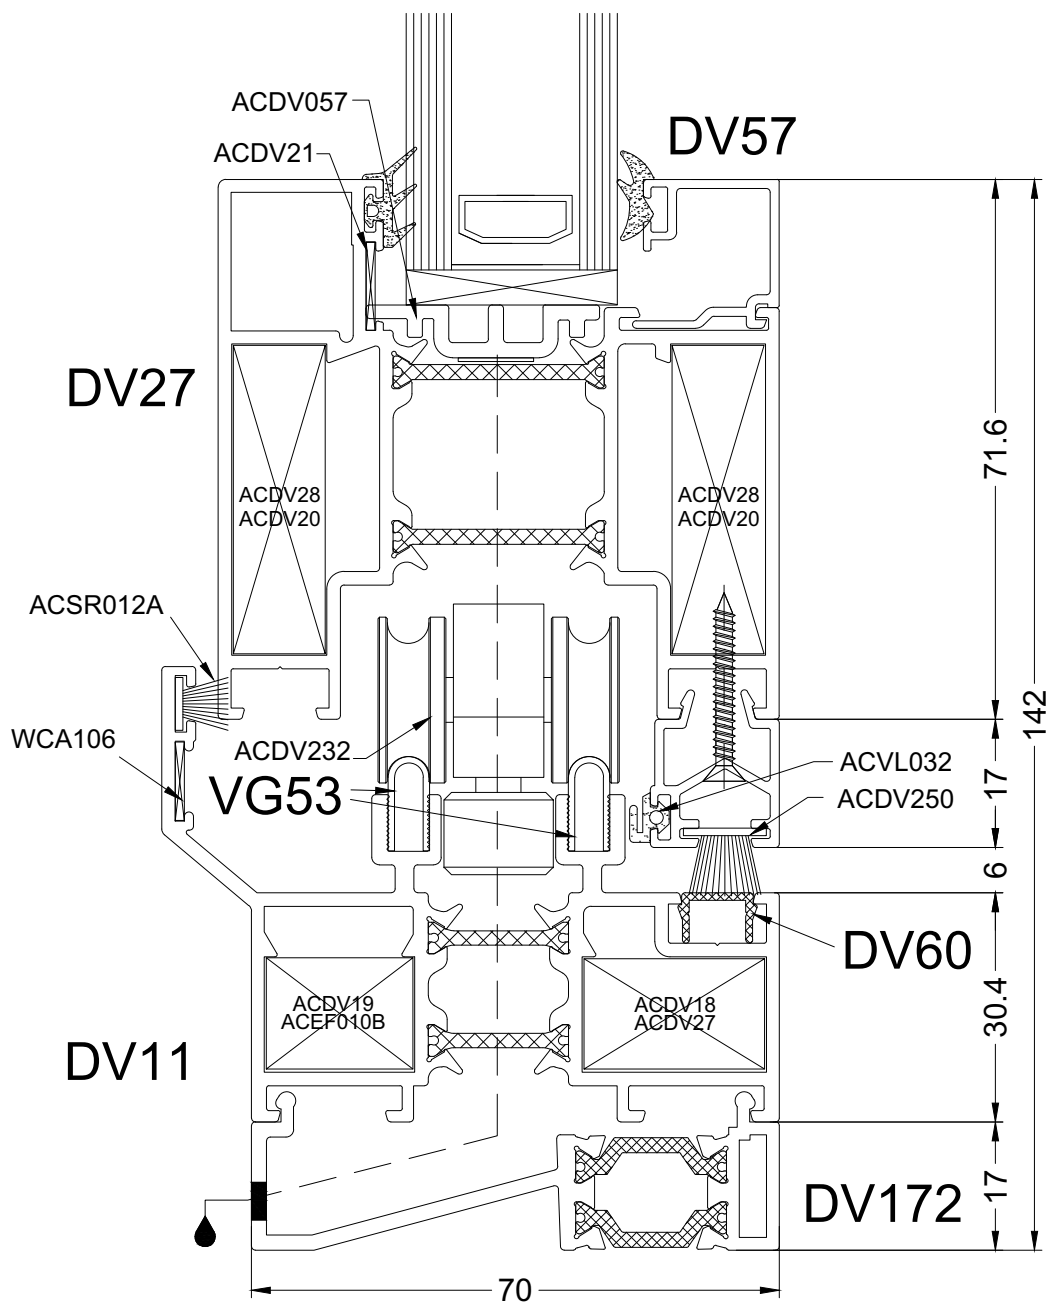 ACDV057
DV57
ACDV21
DV27
71.6
ACDV28
ACDV20
ACDV28
ACDV20
ACSR012A
142
WCA106
ACDV232
ACVL032
VG53
ACDV250
17
6
DV60
ACDV19
ACEF010B
ACDV18
ACDV27
30.4
DV11
DV172
17
70